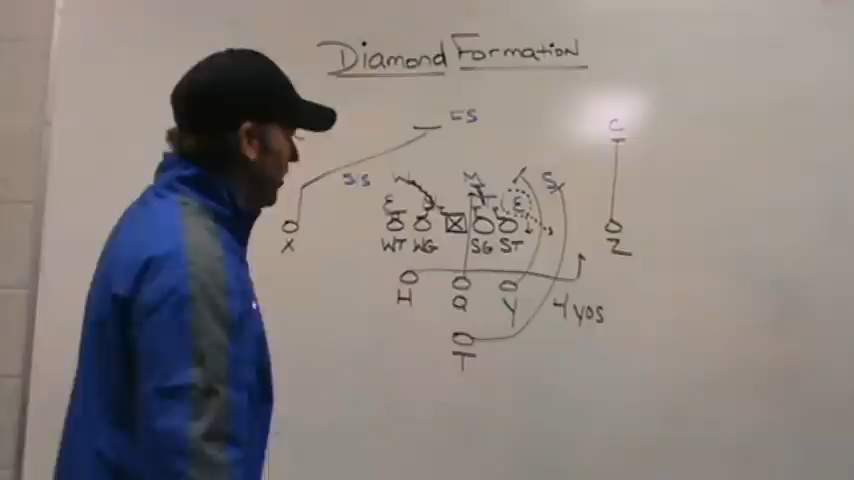 Diamond Formation
FS
C
SS W M S
E T E
X WT WG SG ST Z
H Q Y 4 YDS
T